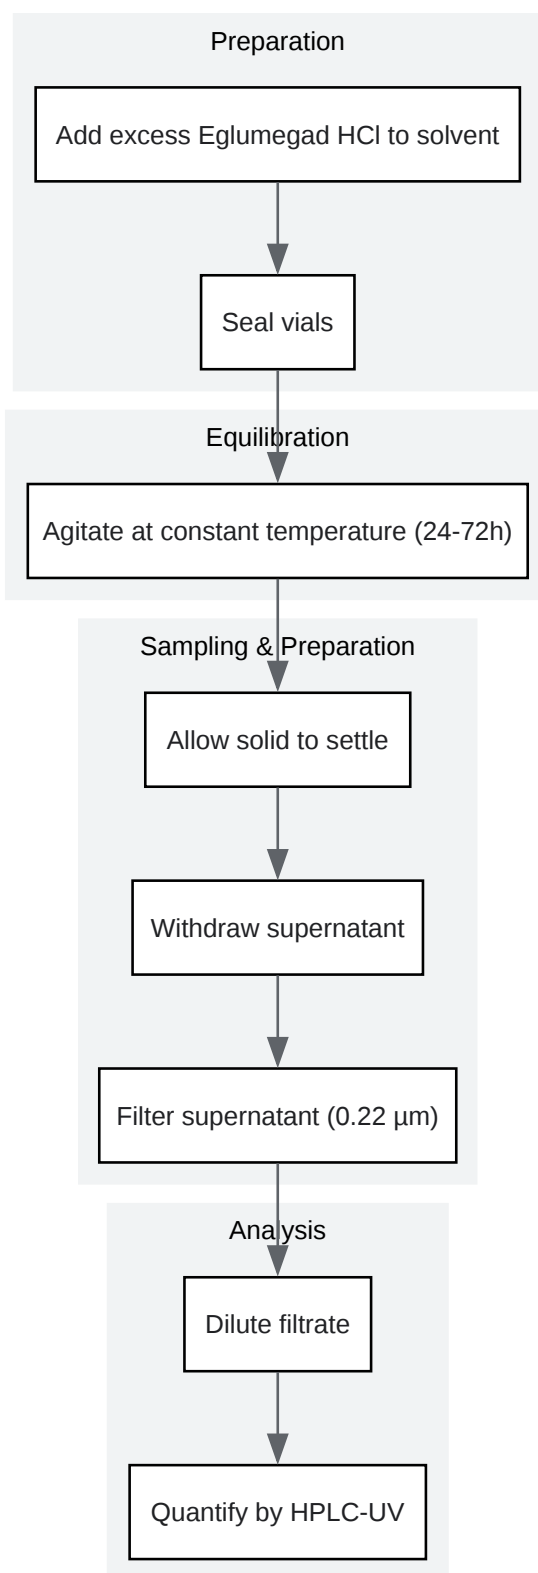 Preparation
Add excess Eglumegad HCl to solvent
Seal vials
Equilibration
Agitate at constant temperature (24-72h)
Sampling & Preparation
Allow solid to settle
Withdraw supernatant
Filter supernatant (0.22 µm)
Analysis
Dilute filtrate
Quantify by HPLC-UV